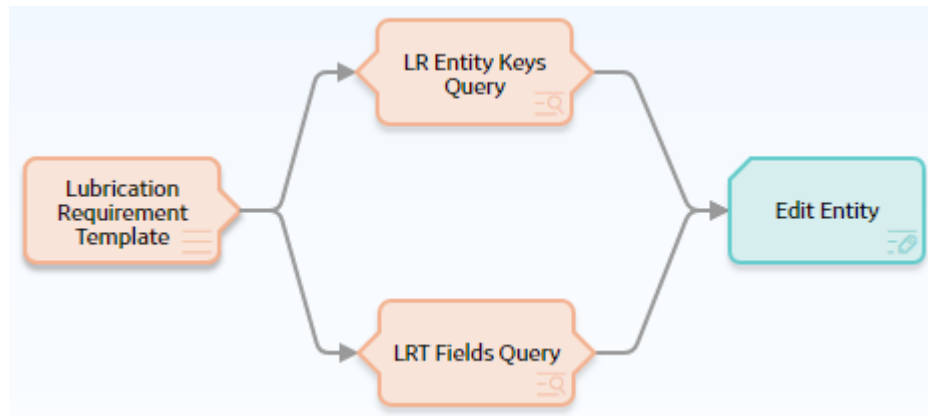 LR Entity Keys
Query
Lubrication
Requirement
Template
Edit Entity
LRT Fields Query